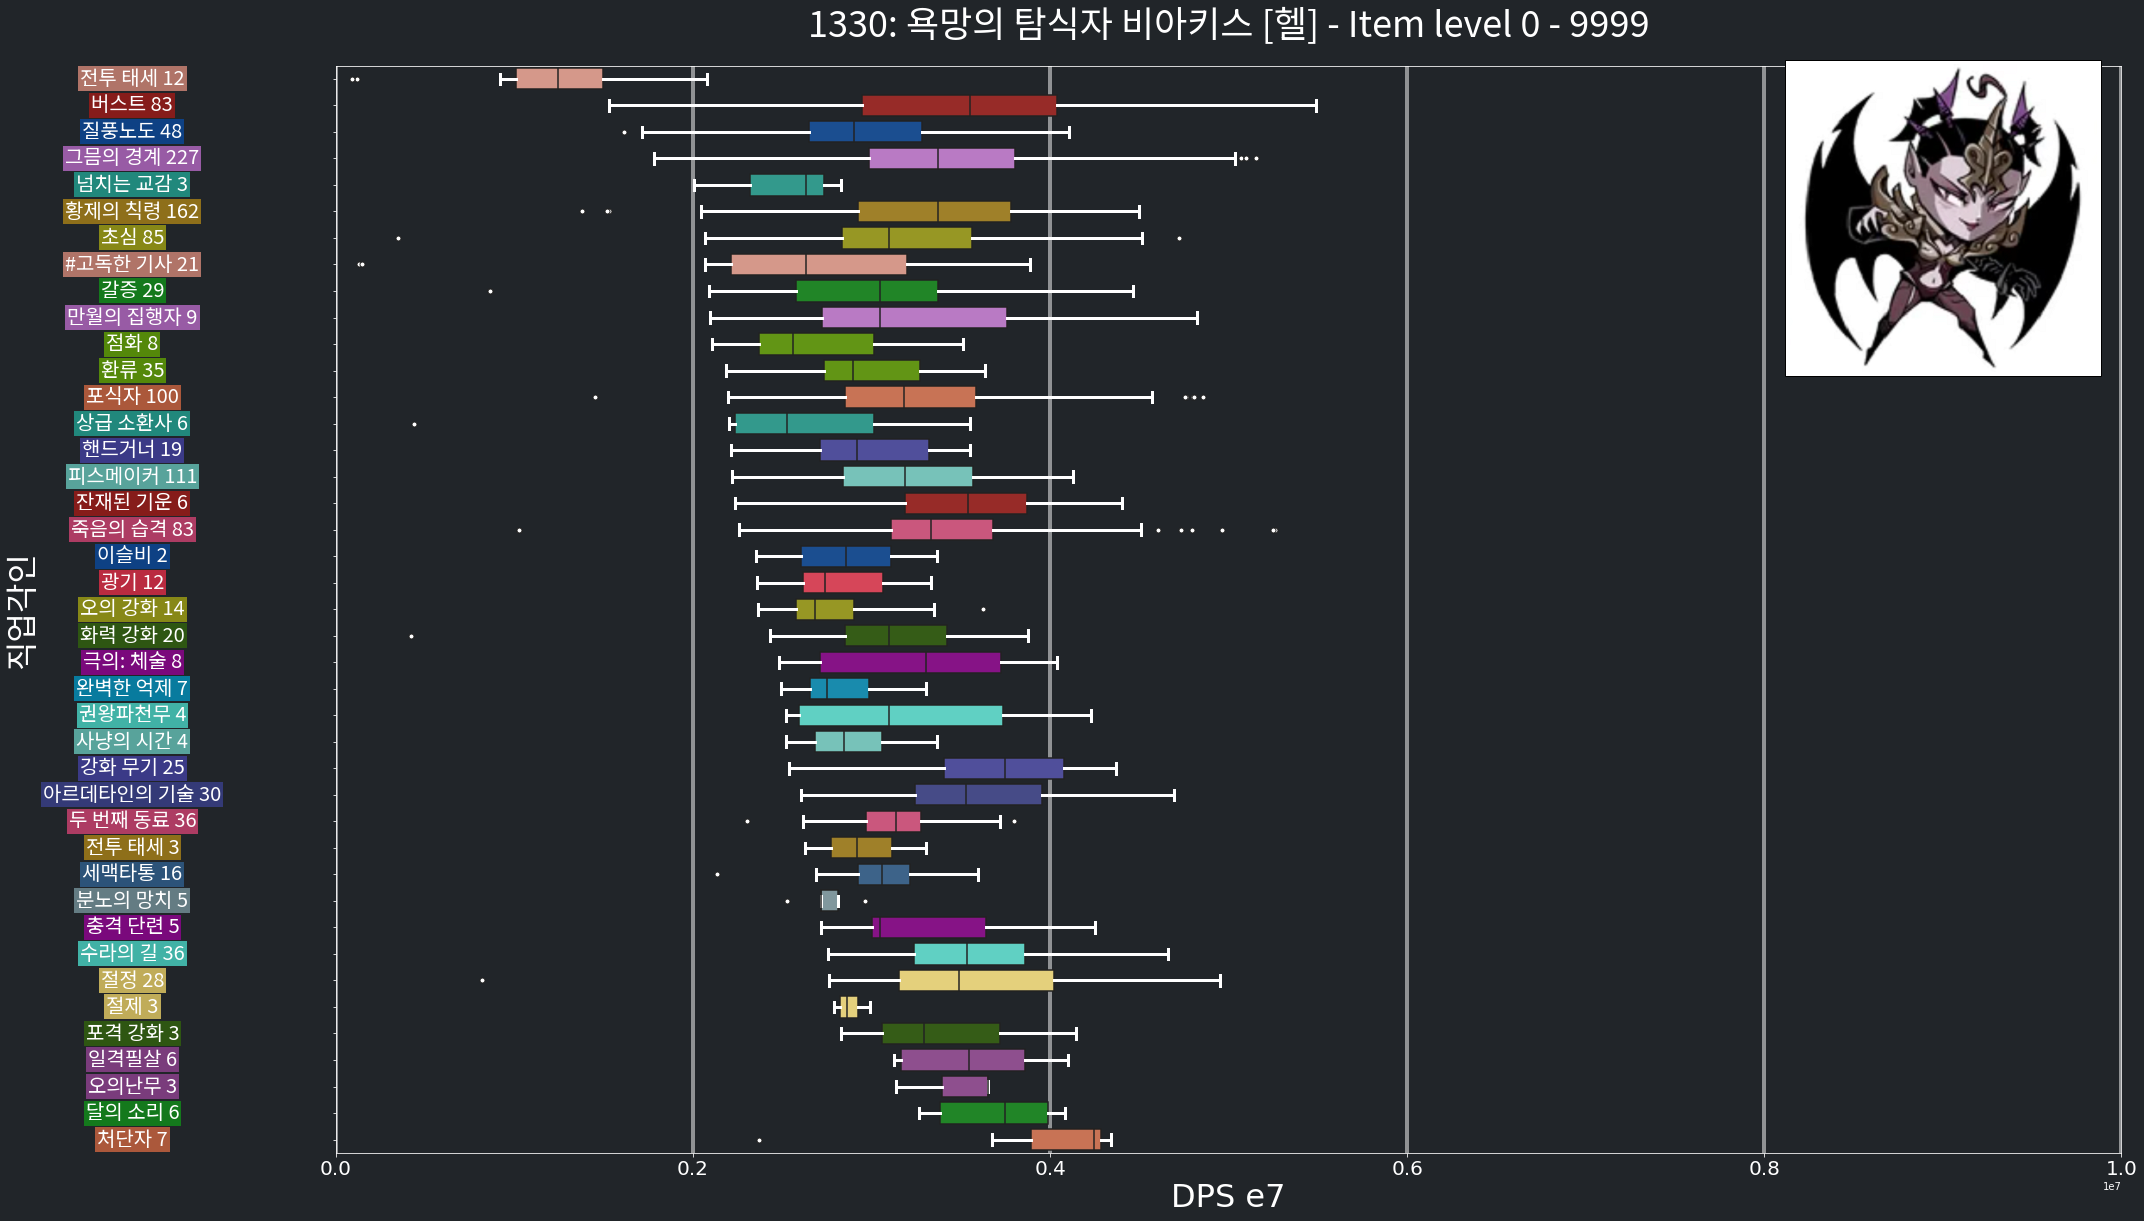 1330: 욕망의 탐식자 비아키스 [헬] - Item level 0 - 9999
직업각인
전투 태세 12
버스트 83
질풍노도 48
그믐의 경계 227
넘치는 교감 3
황제의 칙령 162
초심 85
#고독한 기사 21
갈증 29
만월의 집행자 9
점화 8
환류 35
포식자 100
상급 소환사 6
핸드거너 19
피스메이커 111
잔재된 기운 6
죽음의 습격 83
이슬비 2
광기 12
오의 강화 14
화력 강화 20
극의: 체술 8
완벽한 억제 7
권왕파천무 4
사냥의 시간 4
강화 무기 25
아르데타인의 기술 30
두 번째 동료 36
전투 태세 3
세맥타통 16
분노의 망치 5
충격 단련 5
수라의 길 36
절정 28
절제 3
포격 강화 3
일격필살 6
오의난무 3
달의 소리 6
처단자 7
0.0 0.2 0.4 0.6 0.8 1.0
1e7
DPS e7